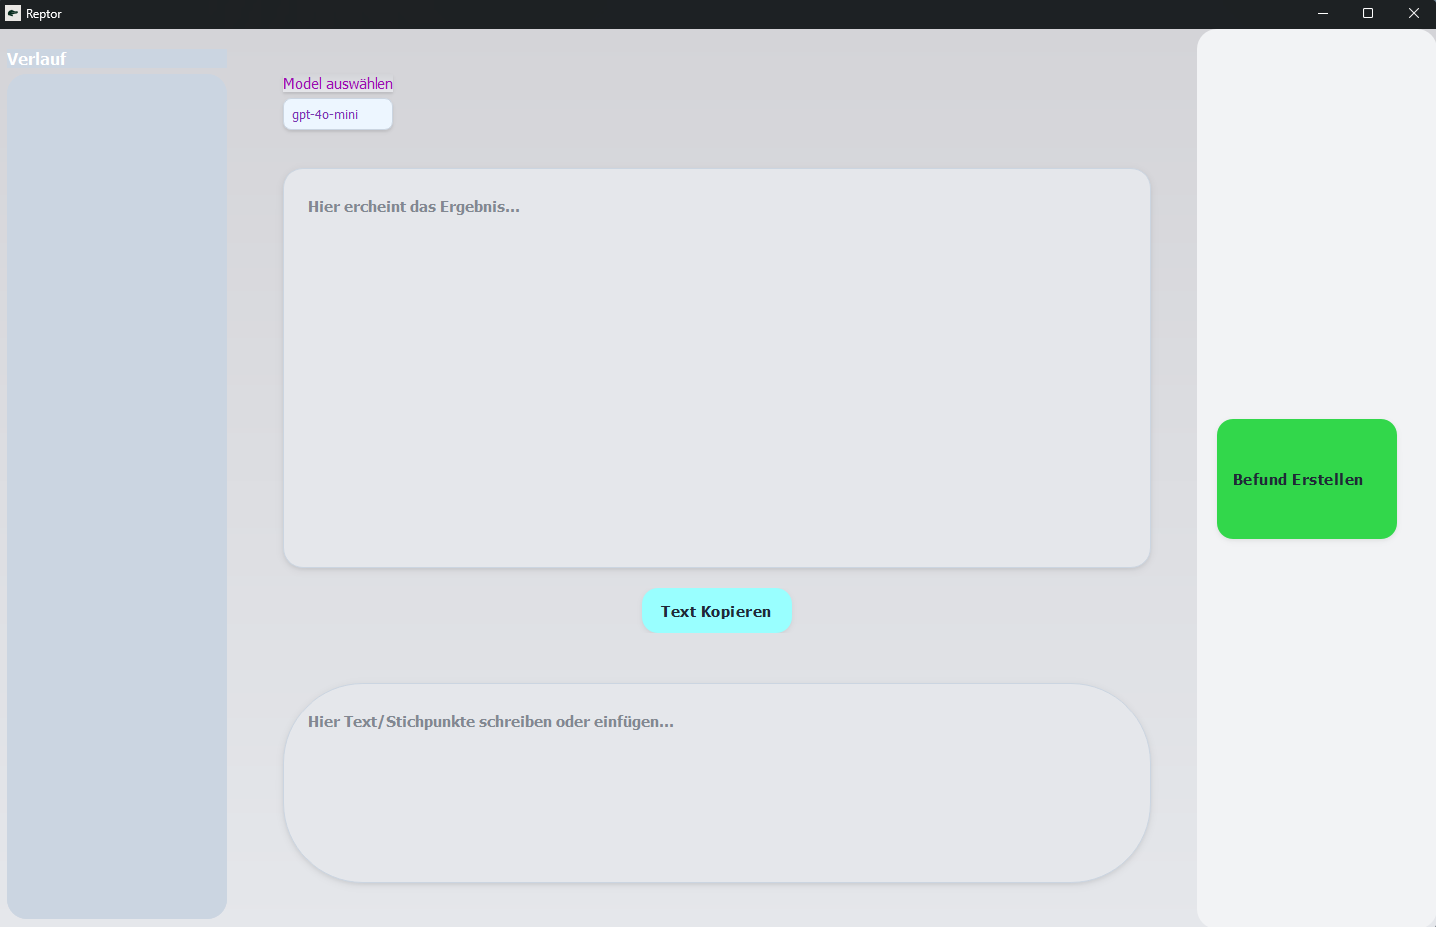 Reptor
Verlauf
Model auswählen
gpt-4o-mini
Hier ercheint das Ergebnis...
Befund Erstellen
Text Kopieren
Hier Text/Stichpunkte schreiben oder einfügen...